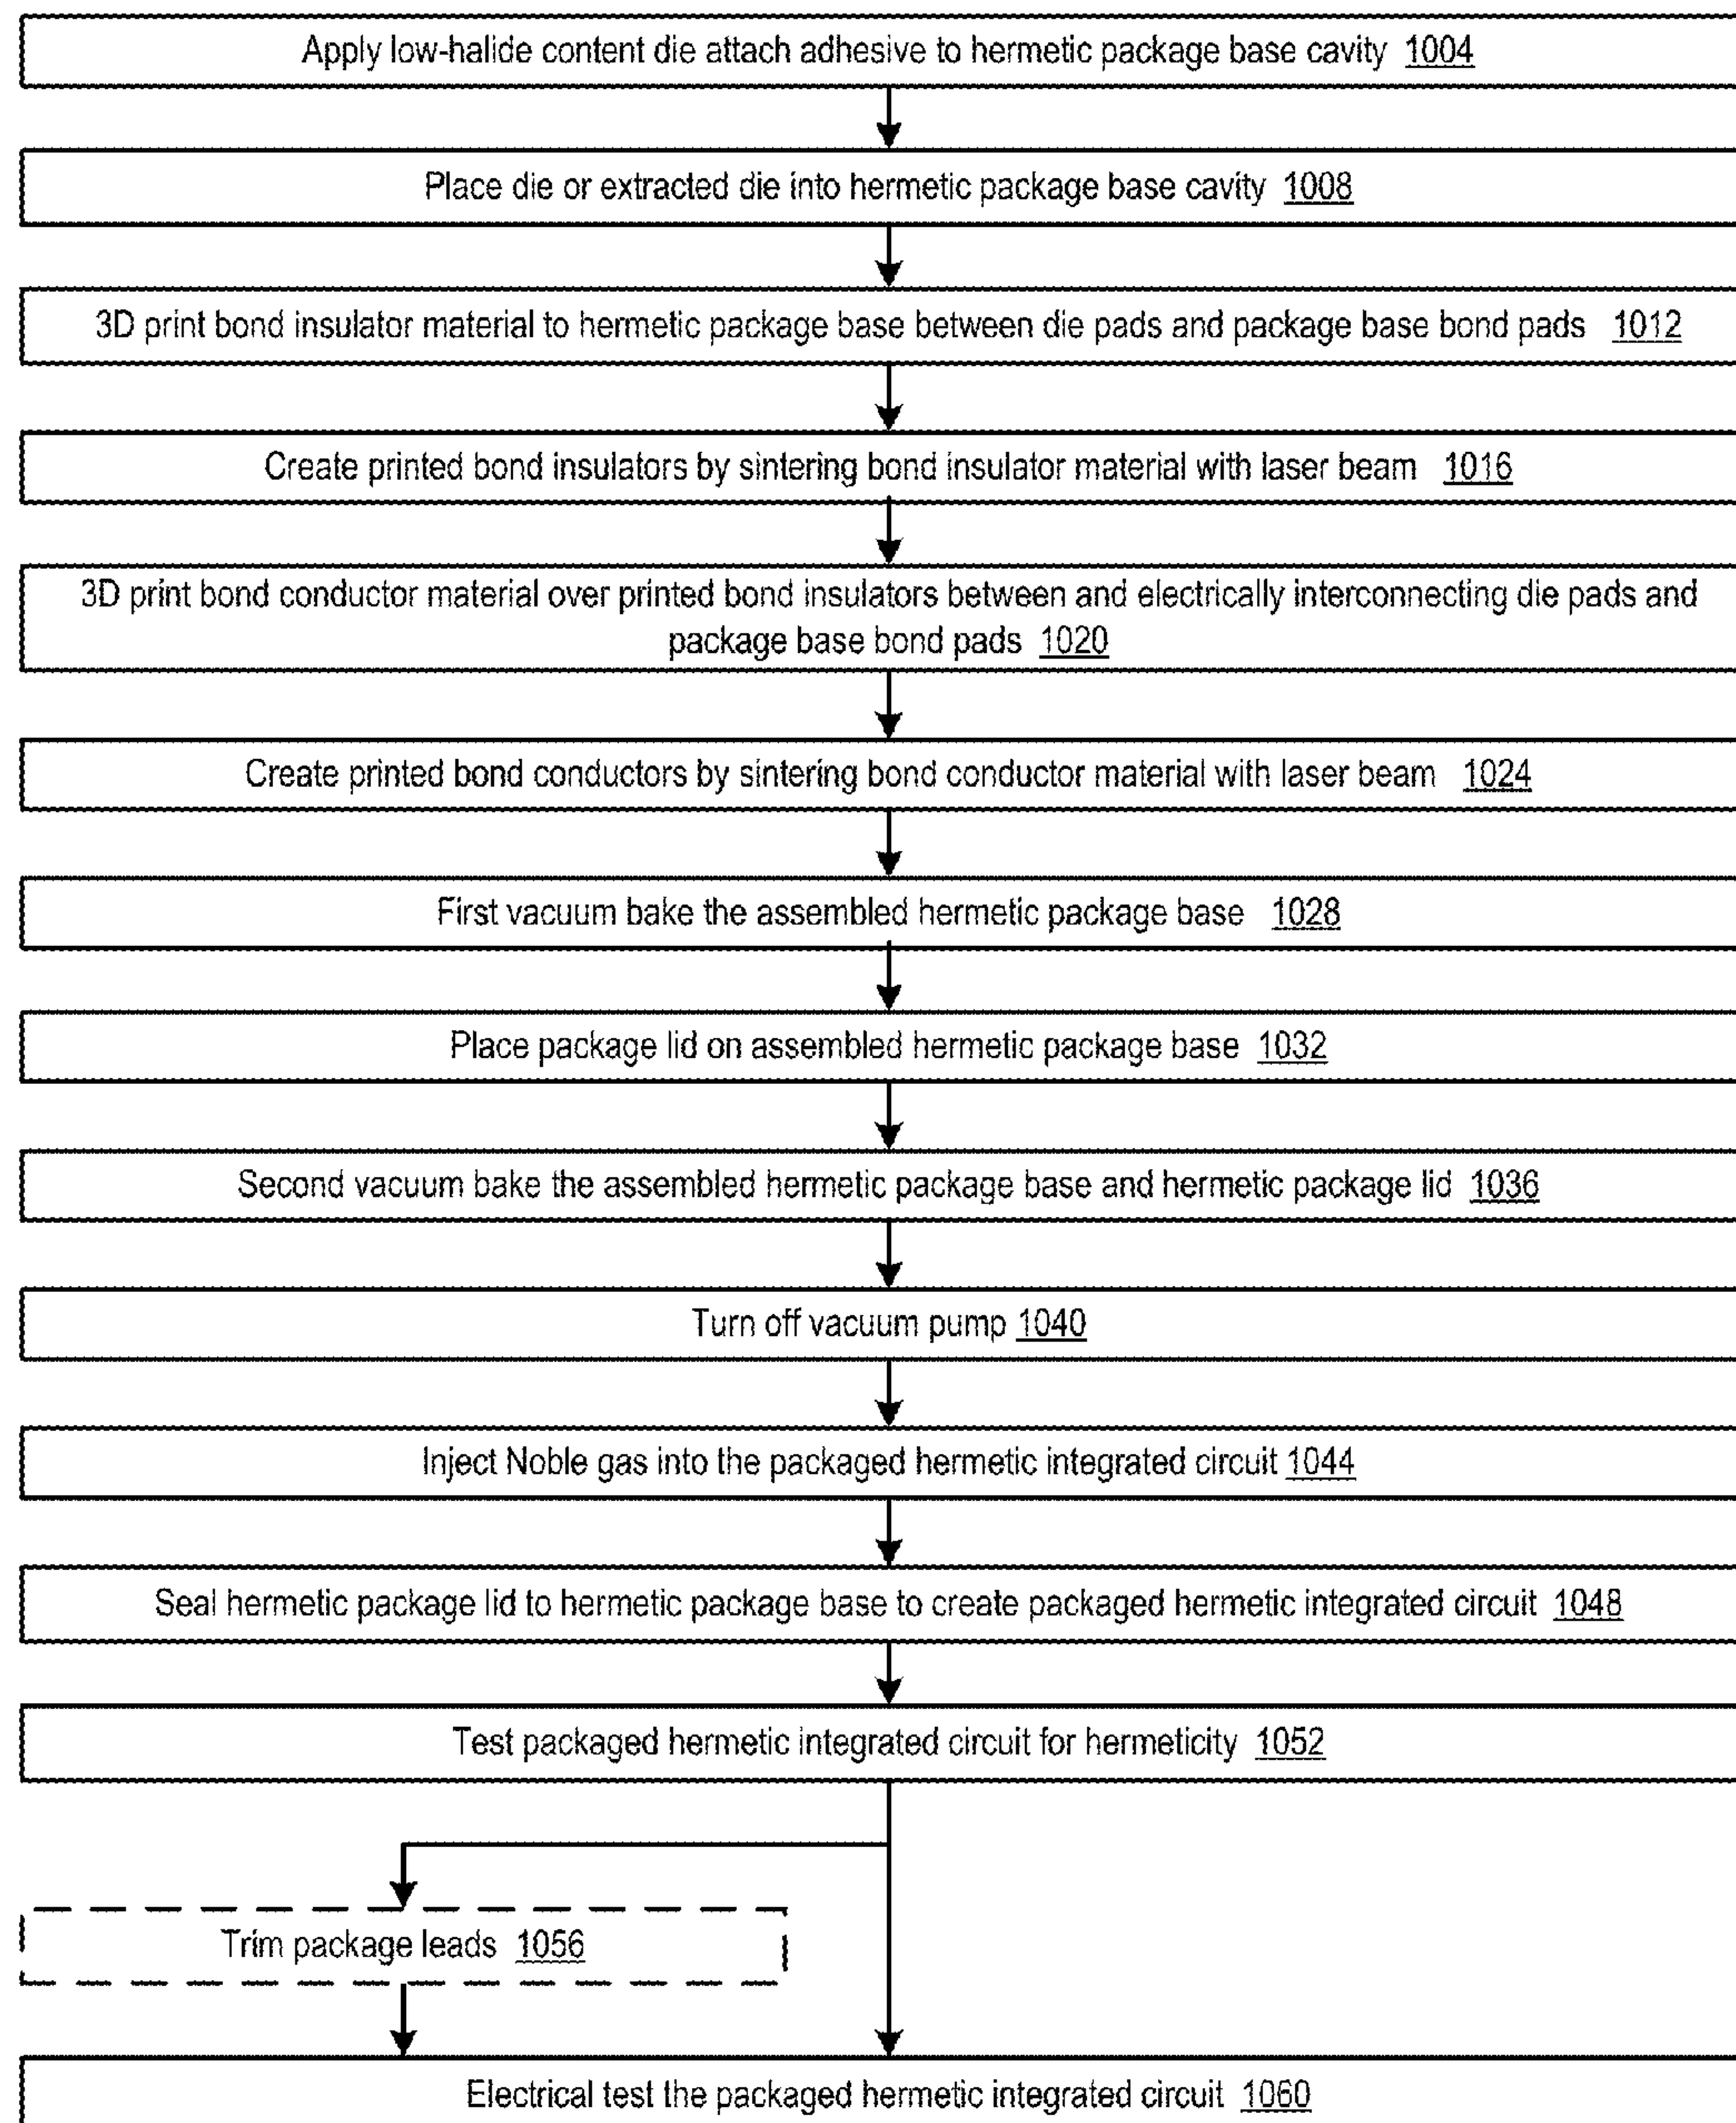 Apply low-halide content die attach adhesive to hermetic package base cavity 1004
Place die or extracted die into hermetic package base cavity 1008
3D print bond insulator material to hermetic package base between die pads and package base bond pads 1012
Create printed bond insulators by sintering bond insulator material with laser beam 1016
3D print bond conductor material over printed bond insulators between and electrically interconnecting die pads and
package base bond pads 1020
Create printed bond conductors by sintering bond conductor material with laser beam 1024
First vacuum bake the assembled hermetic package base 1028
Place package lid on assembled hermetic package base 1032
Second vacuum bake the assembled hermetic package base and hermetic package lid 1036
Turn off vacuum pump 1040
Inject Noble gas into the packaged hermetic integrated circuit 1044
Seal hermetic package lid to hermetic package base to create packaged hermetic integrated circuit 1048
Test packaged hermetic integrated circuit for hermeticity 1052
Trim package leads 1056
Electrical test the packaged hermetic integrated circuit 1060